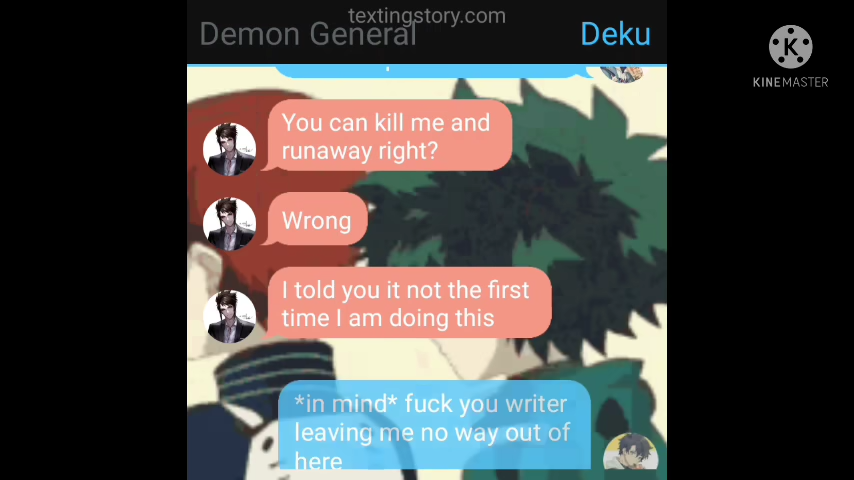 textingstory.com
Demon General
Deku
KINEMASTER
You can kill me and
runaway right?
Wrong
I told you it not the first
time I am doing this
*in mind* fuck you writer
leaving me no way out of
here